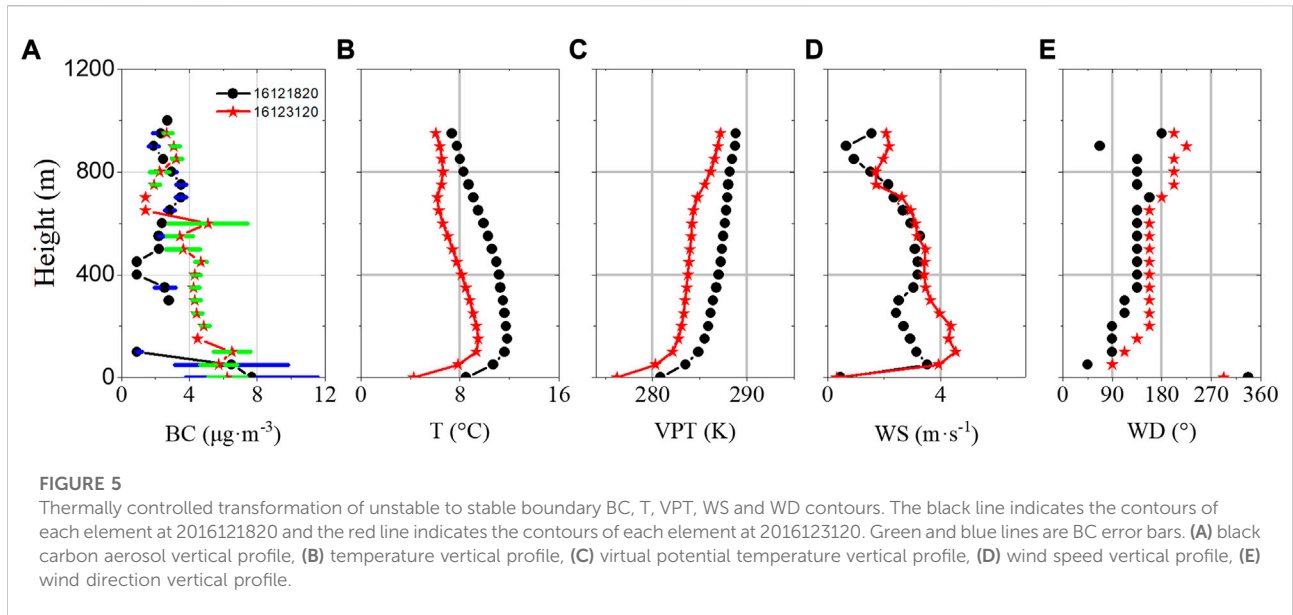 A
B
C
D
E
1200
800
400
0
Height (m)
16121820
16123120
0 4 8 12
BC (μg·m⁻³)
0 8 16
T (°C)
280 290
VPT (K)
0 4
WS (m·s⁻¹)
0 90 180 270 360
WD (°)
FIGURE 5
Thermally controlled transformation of unstable to stable boundary BC, T, VPT, WS and WD contours. The black line indicates the contours of
each element at 2016121820 and the red line indicates the contours of each element at 2016123120. Green and blue lines are BC error bars. (A) black
carbon aerosol vertical profile, (B) temperature vertical profile, (C) virtual potential temperature vertical profile, (D) wind speed vertical profile, (E)
wind direction vertical profile.